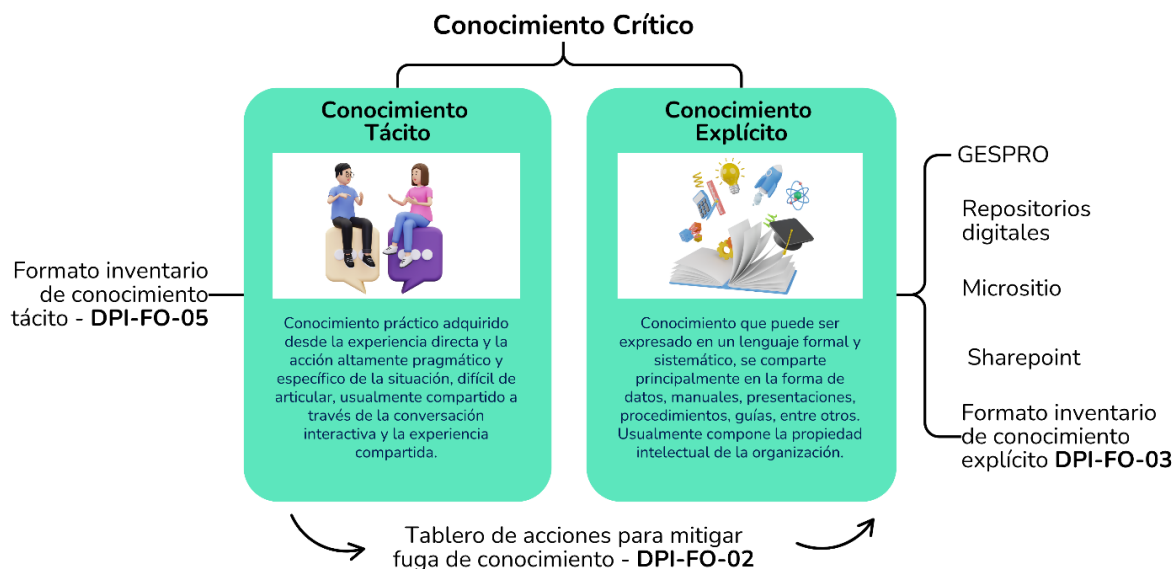 Conocimiento Crítico
Conocimiento
Tácito
Conocimiento práctico adquirido
desde la experiencia directa y la
acción altamente pragmático y
específico de la situación, difícil de
articular, usualmente compartido a
través de la conversación
interactiva y la experiencia
compartida.
Formato inventario
de conocimiento
tácito - DPI-FO-05
Conocimiento
Explícito
Conocimiento que puede ser
expresado en un lenguaje formal y
sistemático, se comparte
principalmente en la forma de
datos, manuales, presentaciones,
procedimientos, guías, entre otros.
Usualmente compone la propiedad
intelectual de la organización.
GESPRO
Repositorios
digitales
Micrositio
Sharepoint
Formato inventario
de conocimiento
explícito DPI-FO-03
Tablero de acciones para mitigar
fuga de conocimiento - DPI-FO-02